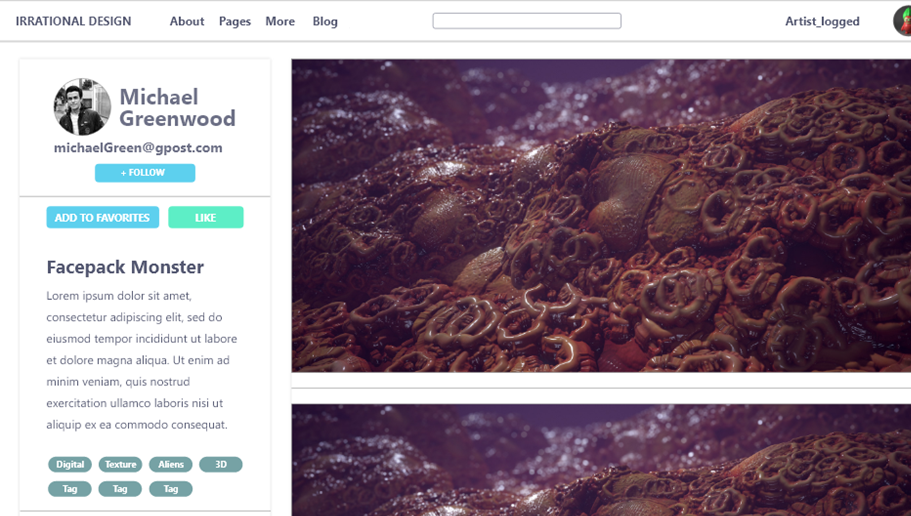 IRRATIONAL DESIGN About Pages More Blog Artist_logged
Michael
Greenwood
michaelGreen@gpost.com
+ FOLLOW
ADD TO FAVORITES LIKE
Facepack Monster
Lorem ipsum dolor sit amet,
consectetur adipiscing elit, sed do
eiusmod tempor incididunt ut labore
et dolore magna aliqua. Ut enim ad
minim veniam, quis nostrud
exercitation ullamco laboris nisi ut
aliquip ex ea commodo consequat.
Digital Texture Aliens 3D
Tag Tag Tag